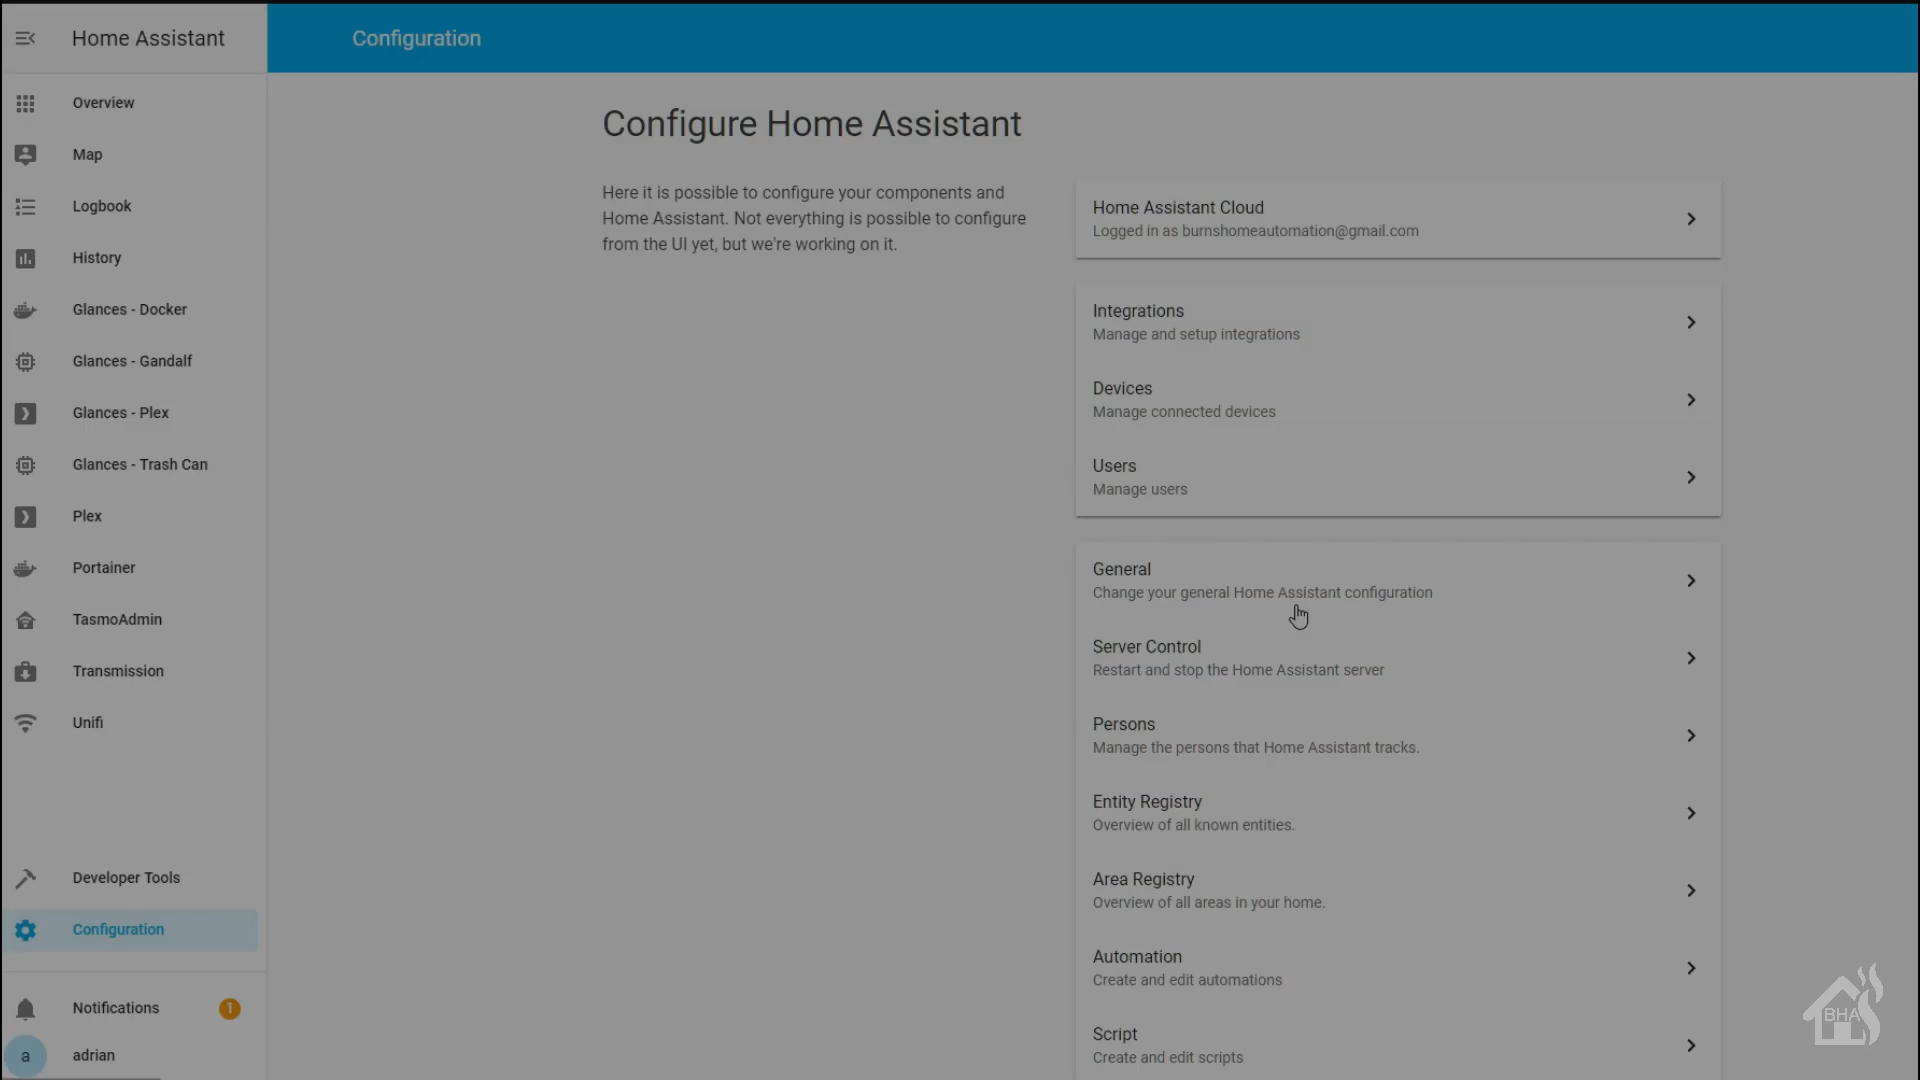 Home Assistant
Configuration
Overview
Map
Logbook
History
Glances - Docker
Glances - Gandalf
Glances - Plex
Glances - Trash Can
Plex
Portainer
TasmoAdmin
Transmission
Unifi
Developer Tools
Configuration
Notifications 1
a adrian
Configure Home Assistant
Here it is possible to configure your components and
Home Assistant. Not everything is possible to configure
from the UI yet, but we're working on it.
Home Assistant Cloud
Logged in as burnshomeautomation@gmail.com
Integrations
Manage and setup integrations
Devices
Manage connected devices
Users
Manage users
General
Change your general Home Assistant configuration
Server Control
Restart and stop the Home Assistant server
Persons
Manage the persons that Home Assistant tracks.
Entity Registry
Overview of all known entities.
Area Registry
Overview of all areas in your home.
Automation
Create and edit automations
Script
Create and edit scripts
BHA